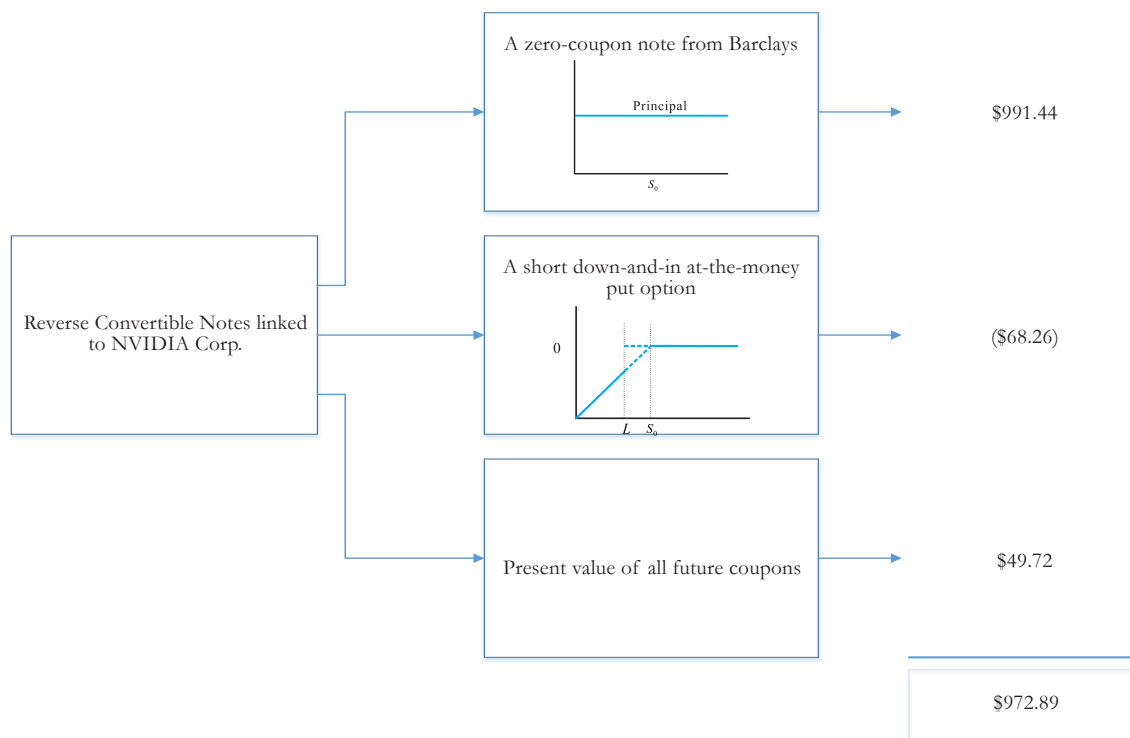 A zero-coupon note from Barclays
Principal
S₀
$991.44
Reverse Convertible Notes linked
to NVIDIA Corp.
A short down-and-in at-the-money
put option
0
L S₀
($68.26)
Present value of all future coupons
$49.72
$972.89